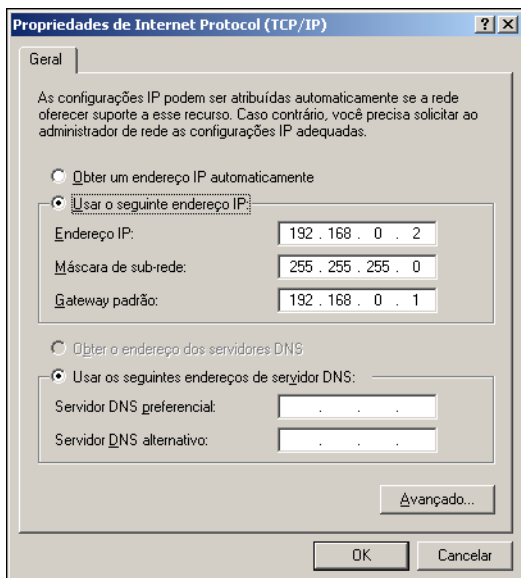 Propriedades de Internet Protocol (TCP/IP)
Geral
As configurações IP podem ser atribuídas automaticamente se a rede
oferecer suporte a esse recurso. Caso contrário, você precisa solicitar ao
administrador de rede as configurações IP adequadas.
Obter um endereço IP automaticamente
Usar o seguinte endereço IP:
Endereço IP: 192 . 168 . 0 . 2
Máscara de sub-rede: 255 . 255 . 255 . 0
Gateway padrão: 192 . 168 . 0 . 1
Obter o endereço dos servidores DNS
Usar os seguintes endereços de servidor DNS:
Servidor DNS preferencial: . . .
Servidor DNS alternativo: . . .
Avançado...
OK Cancelar